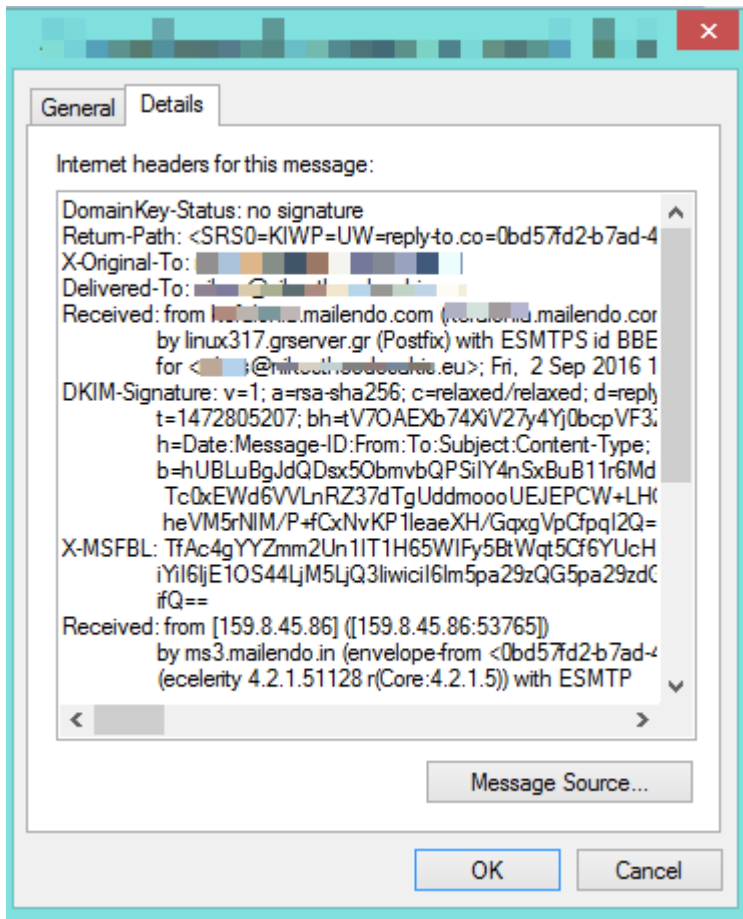 General
Details
Internet headers for this message:
DomainKey-Status: no signature
Return-Path: <SRS0=KIWP=UW=reply-to.co=0bd57fd2-b7ad-4
X-Original-To:
Delivered-To:
Received: from .mailendo.com ( .mailendo.cor
by linux317.grserver.gr (Postfix) with ESMTPS id BBE
for < @ .eu>; Fri, 2 Sep 2016 1
DKIM-Signature: v=1; a=rsa-sha256; c=relaxed/relaxed; d=reply
t=1472805207; bh=tV7OAEXb74XiV27y4Yj0bcpVF3Z
h=Date:Message-ID:From:To:Subject:Content-Type;
b=hUBLuBgJdQDsx5ObmvbQPSiIY4nSxBuB11r6Md
Tc0xEWd6VVLnRZ37dTgUddmoooUEJEPCW+LH
heVM5rNIM/P+fCxNvKP1leaeXH/GqxgVpCfpqI2Q=
X-MSFBL: TfAc4gYYZmm2Un1IT1H65WIFy5BtWqt5Cf6YUcH
iYiI6IjE1OS44LjM5LjQ3IiwiciI6Im5pa29zQG5pa29zd
ifQ==
Received: from [159.8.45.86] ([159.8.45.86:53765])
by ms3.mailendo.in (envelope-from <0bd57fd2-b7ad-4
(ecelerity 4.2.1.51128 r(Core:4.2.1.5)) with ESMTP
Message Source...
OK
Cancel